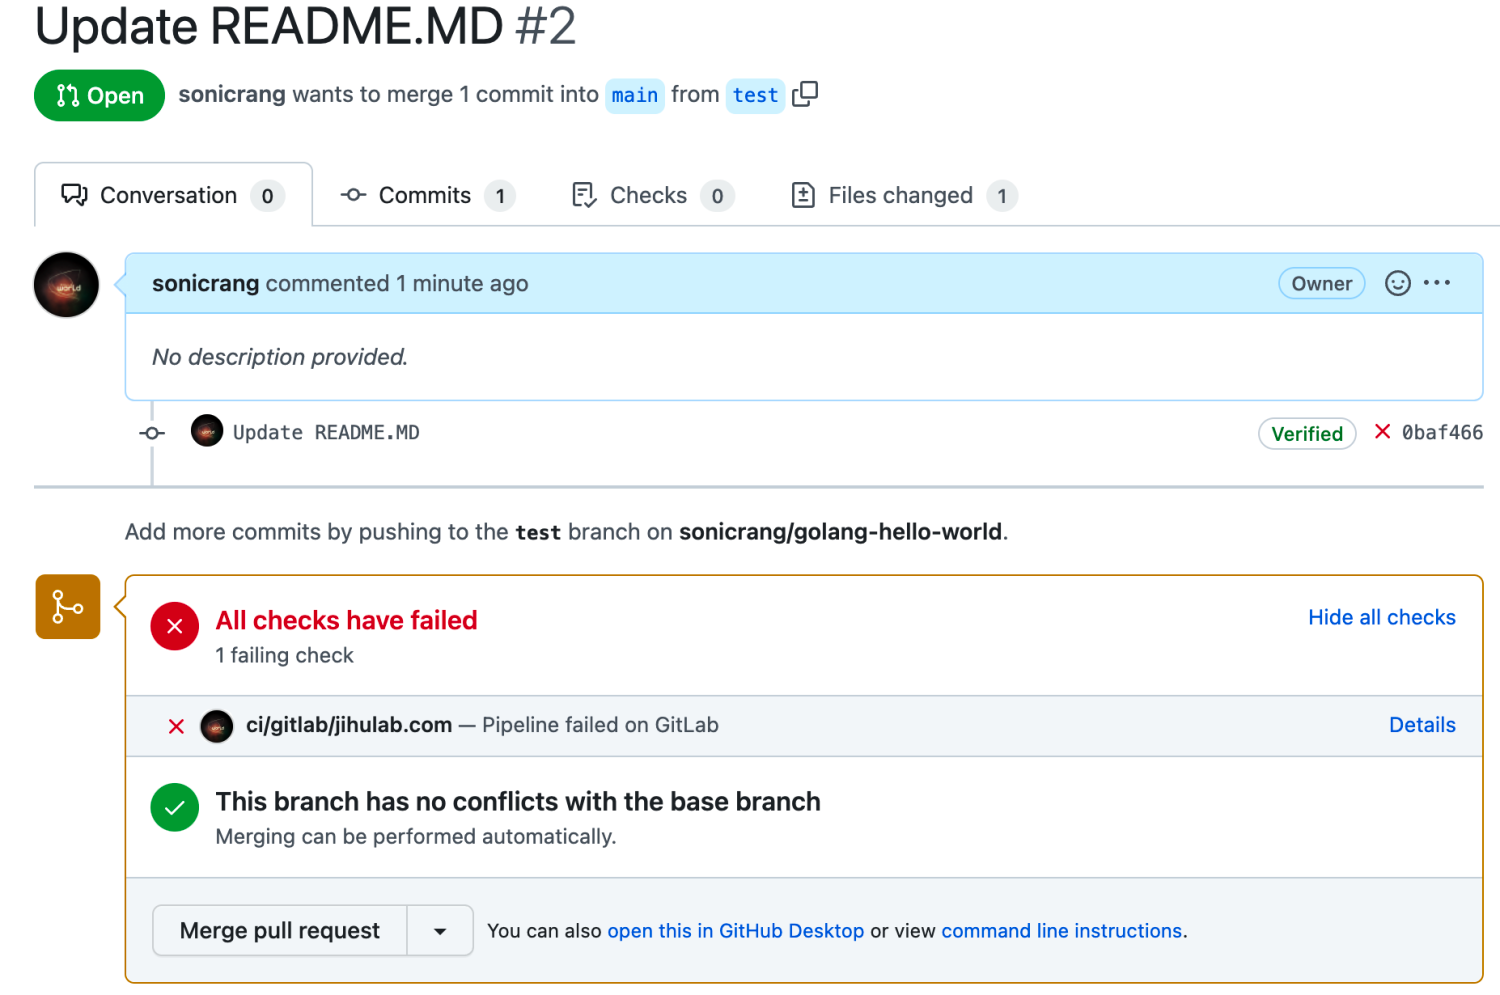 Update README.MD #2
Open sonicrang wants to merge 1 commit into main from test
Conversation 0 Commits 1 Checks 0 Files changed 1
sonicrang commented 1 minute ago Owner
No description provided.
Update README.MD Verified 0baf466
Add more commits by pushing to the test branch on sonicrang/golang-hello-world.
All checks have failed Hide all checks
1 failing check
ci/gitlab/jihulab.com — Pipeline failed on GitLab Details
This branch has no conflicts with the base branch
Merging can be performed automatically.
Merge pull request You can also open this in GitHub Desktop or view command line instructions.